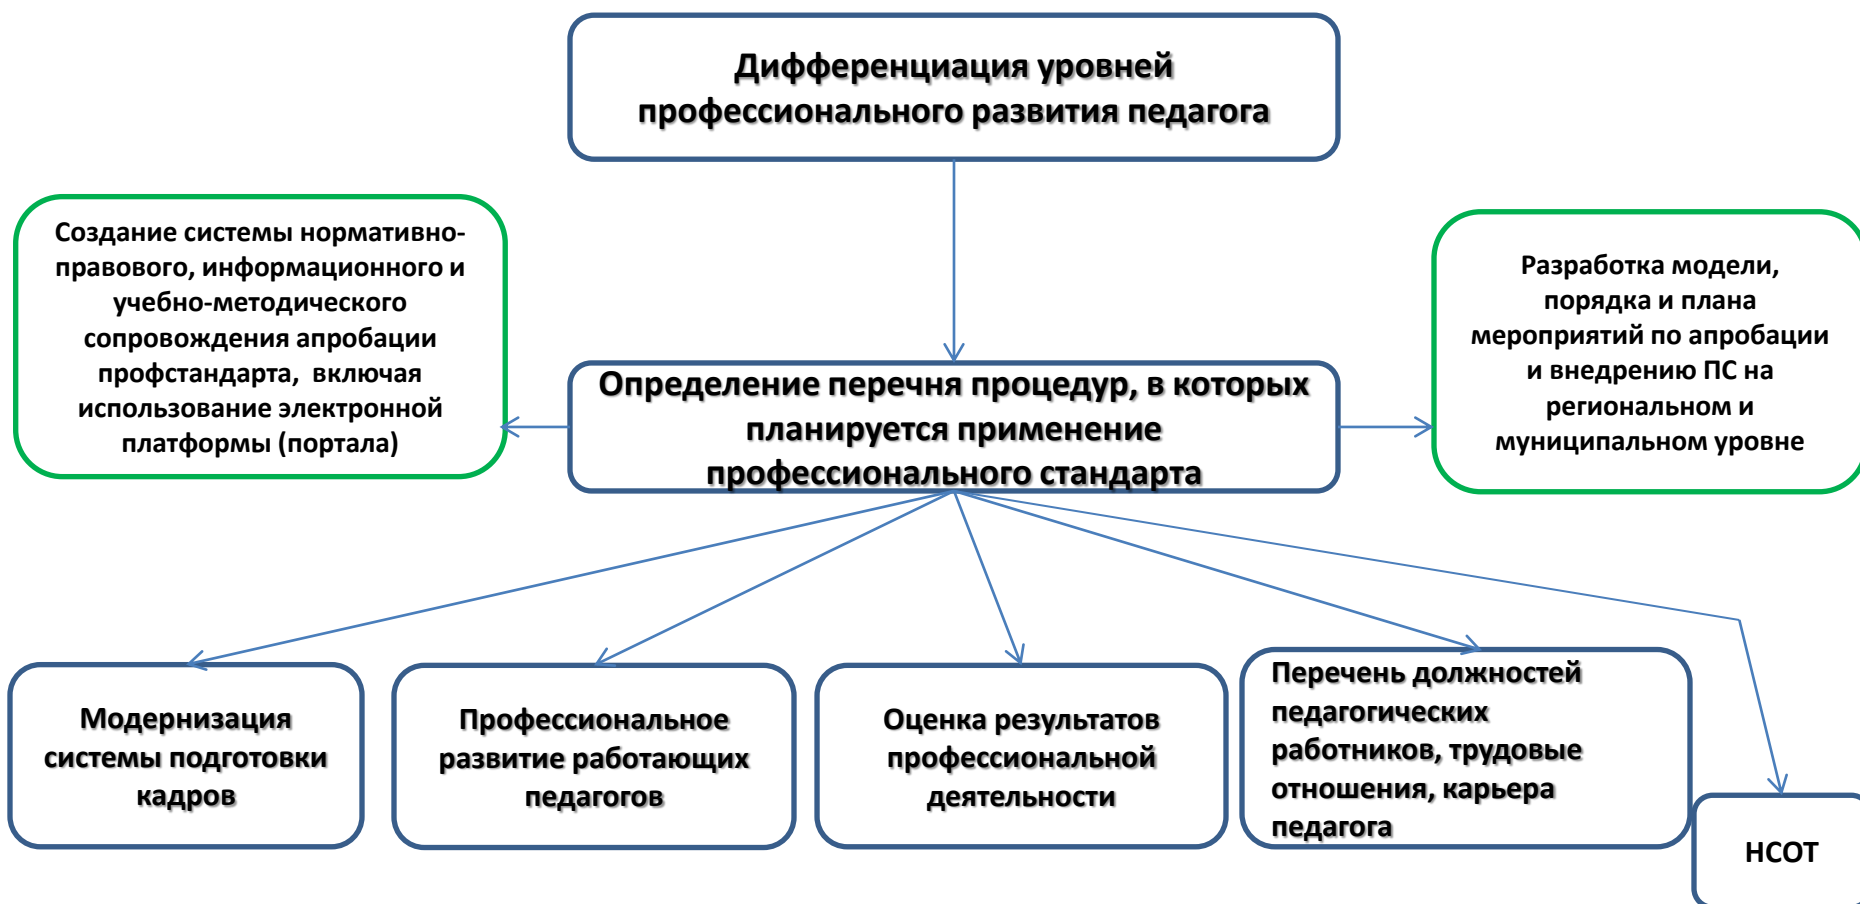 Дифференциация уровней
профессионального развития педагога
Создание системы нормативно-
правового, информационного и
учебно-методического
сопровождения апробации
профстандарта, включая
использование электронной
платформы (портала)
Разработка модели,
порядка и плана
мероприятий по апробации
и внедрению ПС на
региональном и
муниципальном уровне
Определение перечня процедур, в которых
планируется применение
профессионального стандарта
Модернизация
системы подготовки
кадров
Профессиональное
развитие работающих
педагогов
Оценка результатов
профессиональной
деятельности
Перечень должностей
педагогических
работников, трудовые
отношения, карьера
педагога
НСОТ